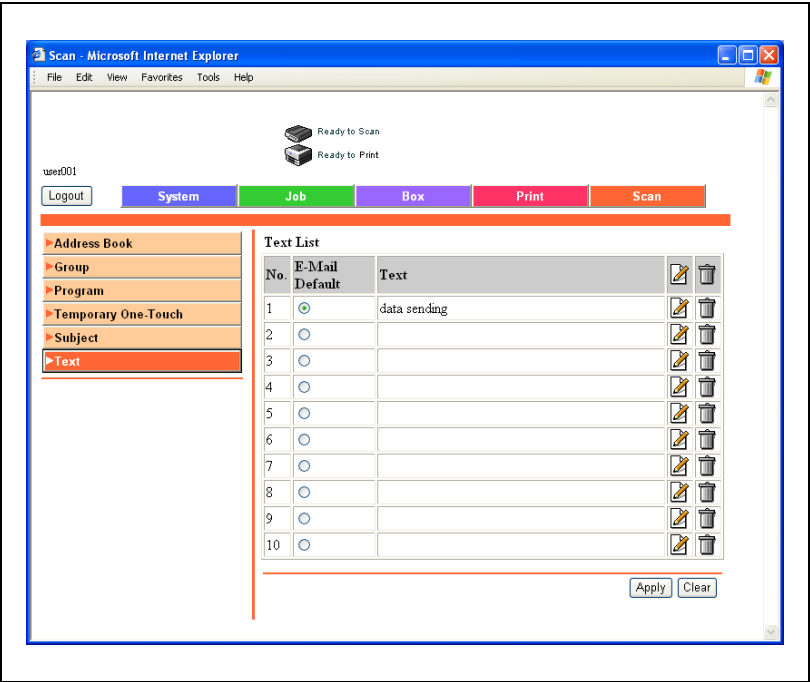 Scan - Microsoft Internet Explorer
File Edit View Favorites Tools Help
Ready to Scan
Ready to Print
user001
Logout System Job Box Print Scan
Address Book
Group
Program
Temporary One-Touch
Subject
Text
Text List
No. E-Mail Default Text
1 data sending
2
3
4
5
6
7
8
9
10
Apply Clear